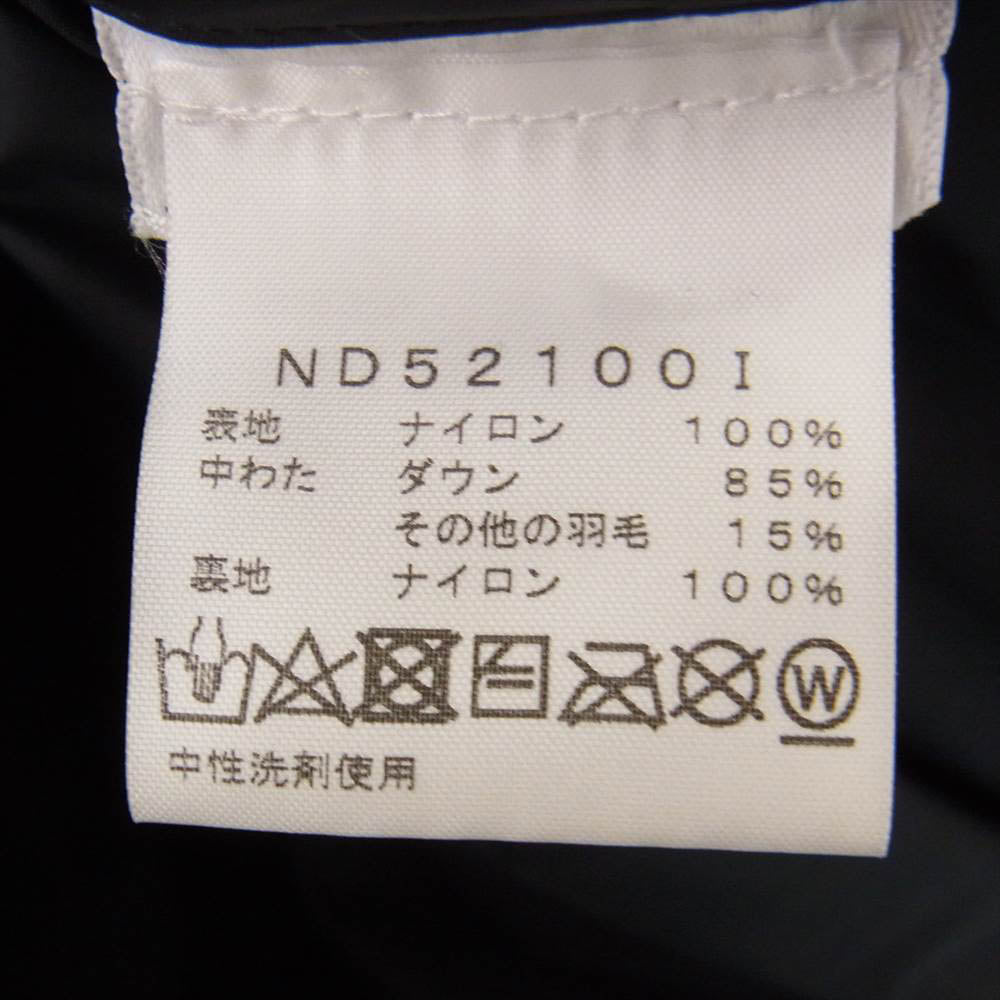 ND52100I
表地 ナイロン 100%
中わた ダウン 85%
その他の羽毛 15%
裏地 ナイロン 100%
W
中性洗剤使用